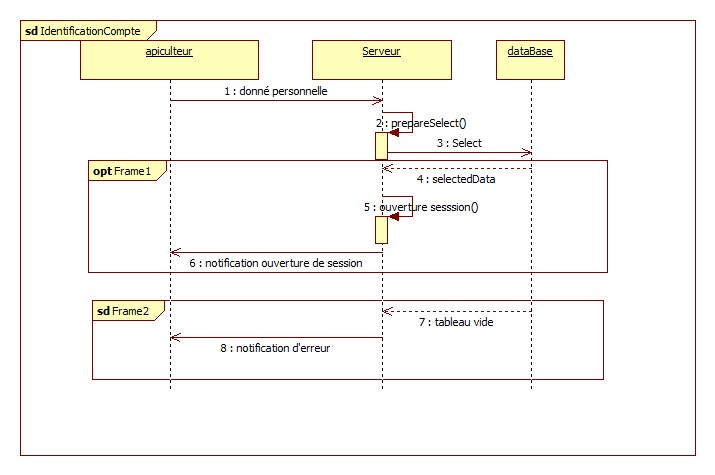 sd IdentificationCompte
apiculteur
Serveur
dataBase
1 : donné personnelle
2 : prepareSelect()
3 : Select
opt Frame1
4 : selectedData
5 : ouverture sesssion()
6 : notification ouverture de session
sd Frame2
7 : tableau vide
8 : notification d'erreur